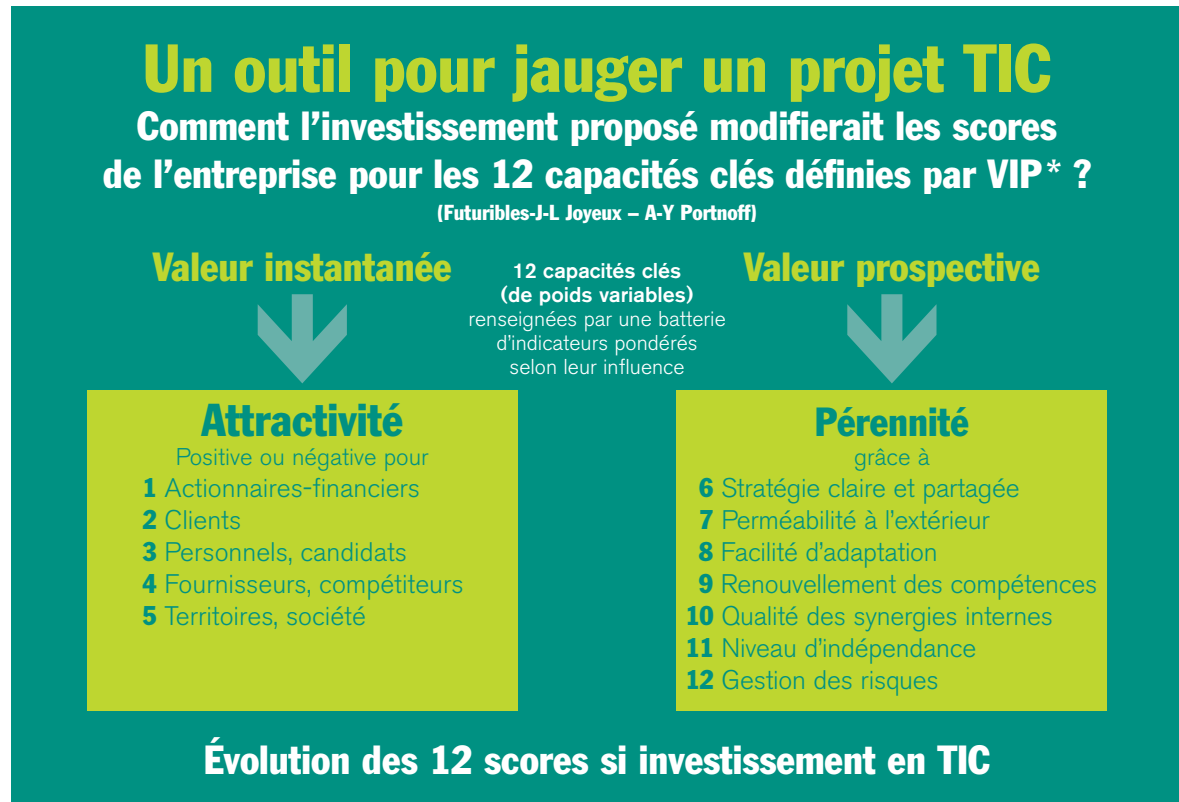 Un outil pour jauger un projet TIC
Comment l’investissement proposé modifierait les scores
de l’entreprise pour les 12 capacités clés définies par VIP* ?
(Futuribles-J-L Joyeux – A-Y Portnoff)
Valeur instantanée
12 capacités clés
(de poids variables)
renseignées par une batterie
d’indicateurs pondérés
selon leur influence
Valeur prospective
Attractivité
Positive ou négative pour
1 Actionnaires-financiers
2 Clients
3 Personnels, candidats
4 Fournisseurs, compétiteurs
5 Territoires, société
Pérennité
grâce à
6 Stratégie claire et partagée
7 Perméabilité à l’extérieur
8 Facilité d’adaptation
9 Renouvellement des compétences
10 Qualité des synergies internes
11 Niveau d’indépendance
12 Gestion des risques
Évolution des 12 scores si investissement en TIC